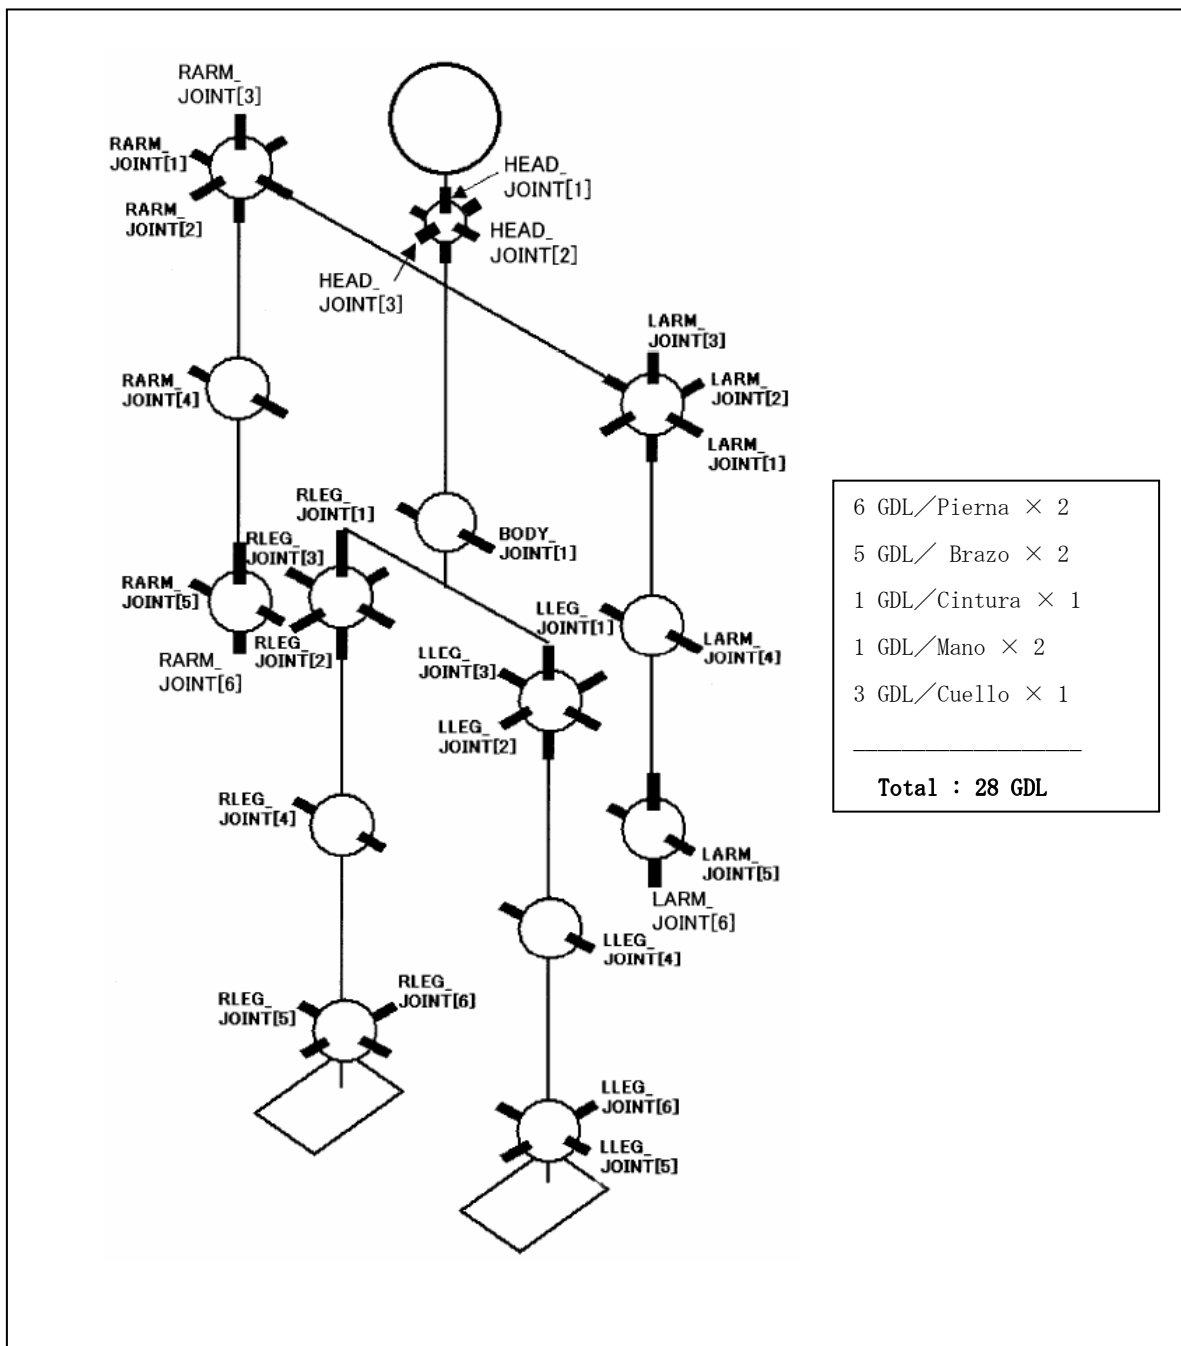 RARM_
JOINT[3]
RARM_
JOINT[1]
RARM_
JOINT[2]
HEAD_
JOINT[1]
HEAD_
JOINT[2]
HEAD_
JOINT[3]
LARM_
JOINT[3]
LARM_
JOINT[2]
LARM_
JOINT[1]
RARM_
JOINT[4]
RLEG_
JOINT[1]
BODY_
JOINT[1]
RLEG_
JOINT[3]
RARM_
JOINT[5]
RLEG_
JOINT[2]
RARM_
JOINT[6]
LLEG_
JOINT[1]
LARM_
JOINT[4]
LLEG_
JOINT[3]
LLEG_
JOINT[2]
RLEG_
JOINT[4]
LARM_
JOINT[5]
LARM_
JOINT[6]
LLEG_
JOINT[4]
RLEG_
JOINT[5]
RLEG_
JOINT[6]
LLEG_
JOINT[6]
LLEG_
JOINT[5]
6 GDL／Pierna × 2
5 GDL／ Brazo × 2
1 GDL／Cintura × 1
1 GDL／Mano × 2
3 GDL／Cuello × 1
___________________
Total : 28 GDL